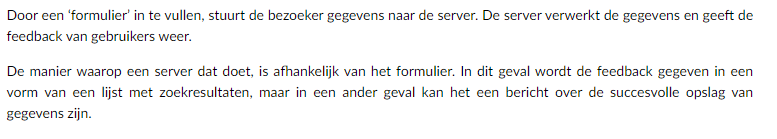 Door een ‘formulier’ in te vullen, stuurt de bezoeker gegevens naar de server. De server verwerkt de gegevens en geeft de
feedback van gebruikers weer.
De manier waarop een server dat doet, is afhankelijk van het formulier. In dit geval wordt de feedback gegeven in een
vorm van een lijst met zoekresultaten, maar in een ander geval kan het een bericht over de succesvolle opslag van
gegevens zijn.